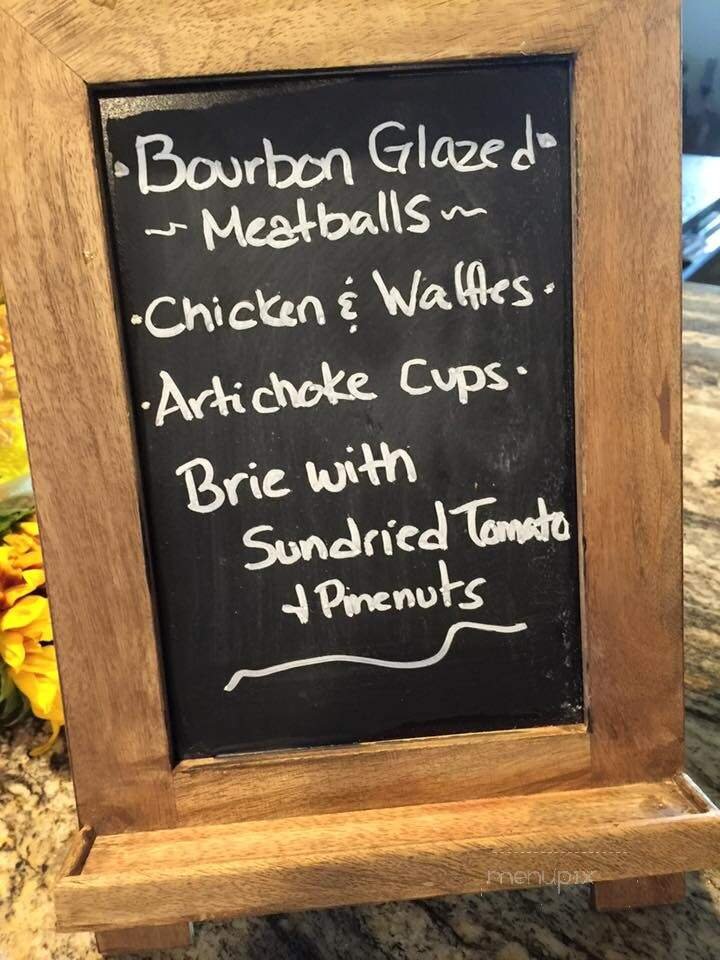 ·Bourbon Glazed·
~ Meatballs ~
·Chicken & Waffles·
·Artichoke Cups·
Brie with
Sundried Tomato
+ Pinenuts
menupix